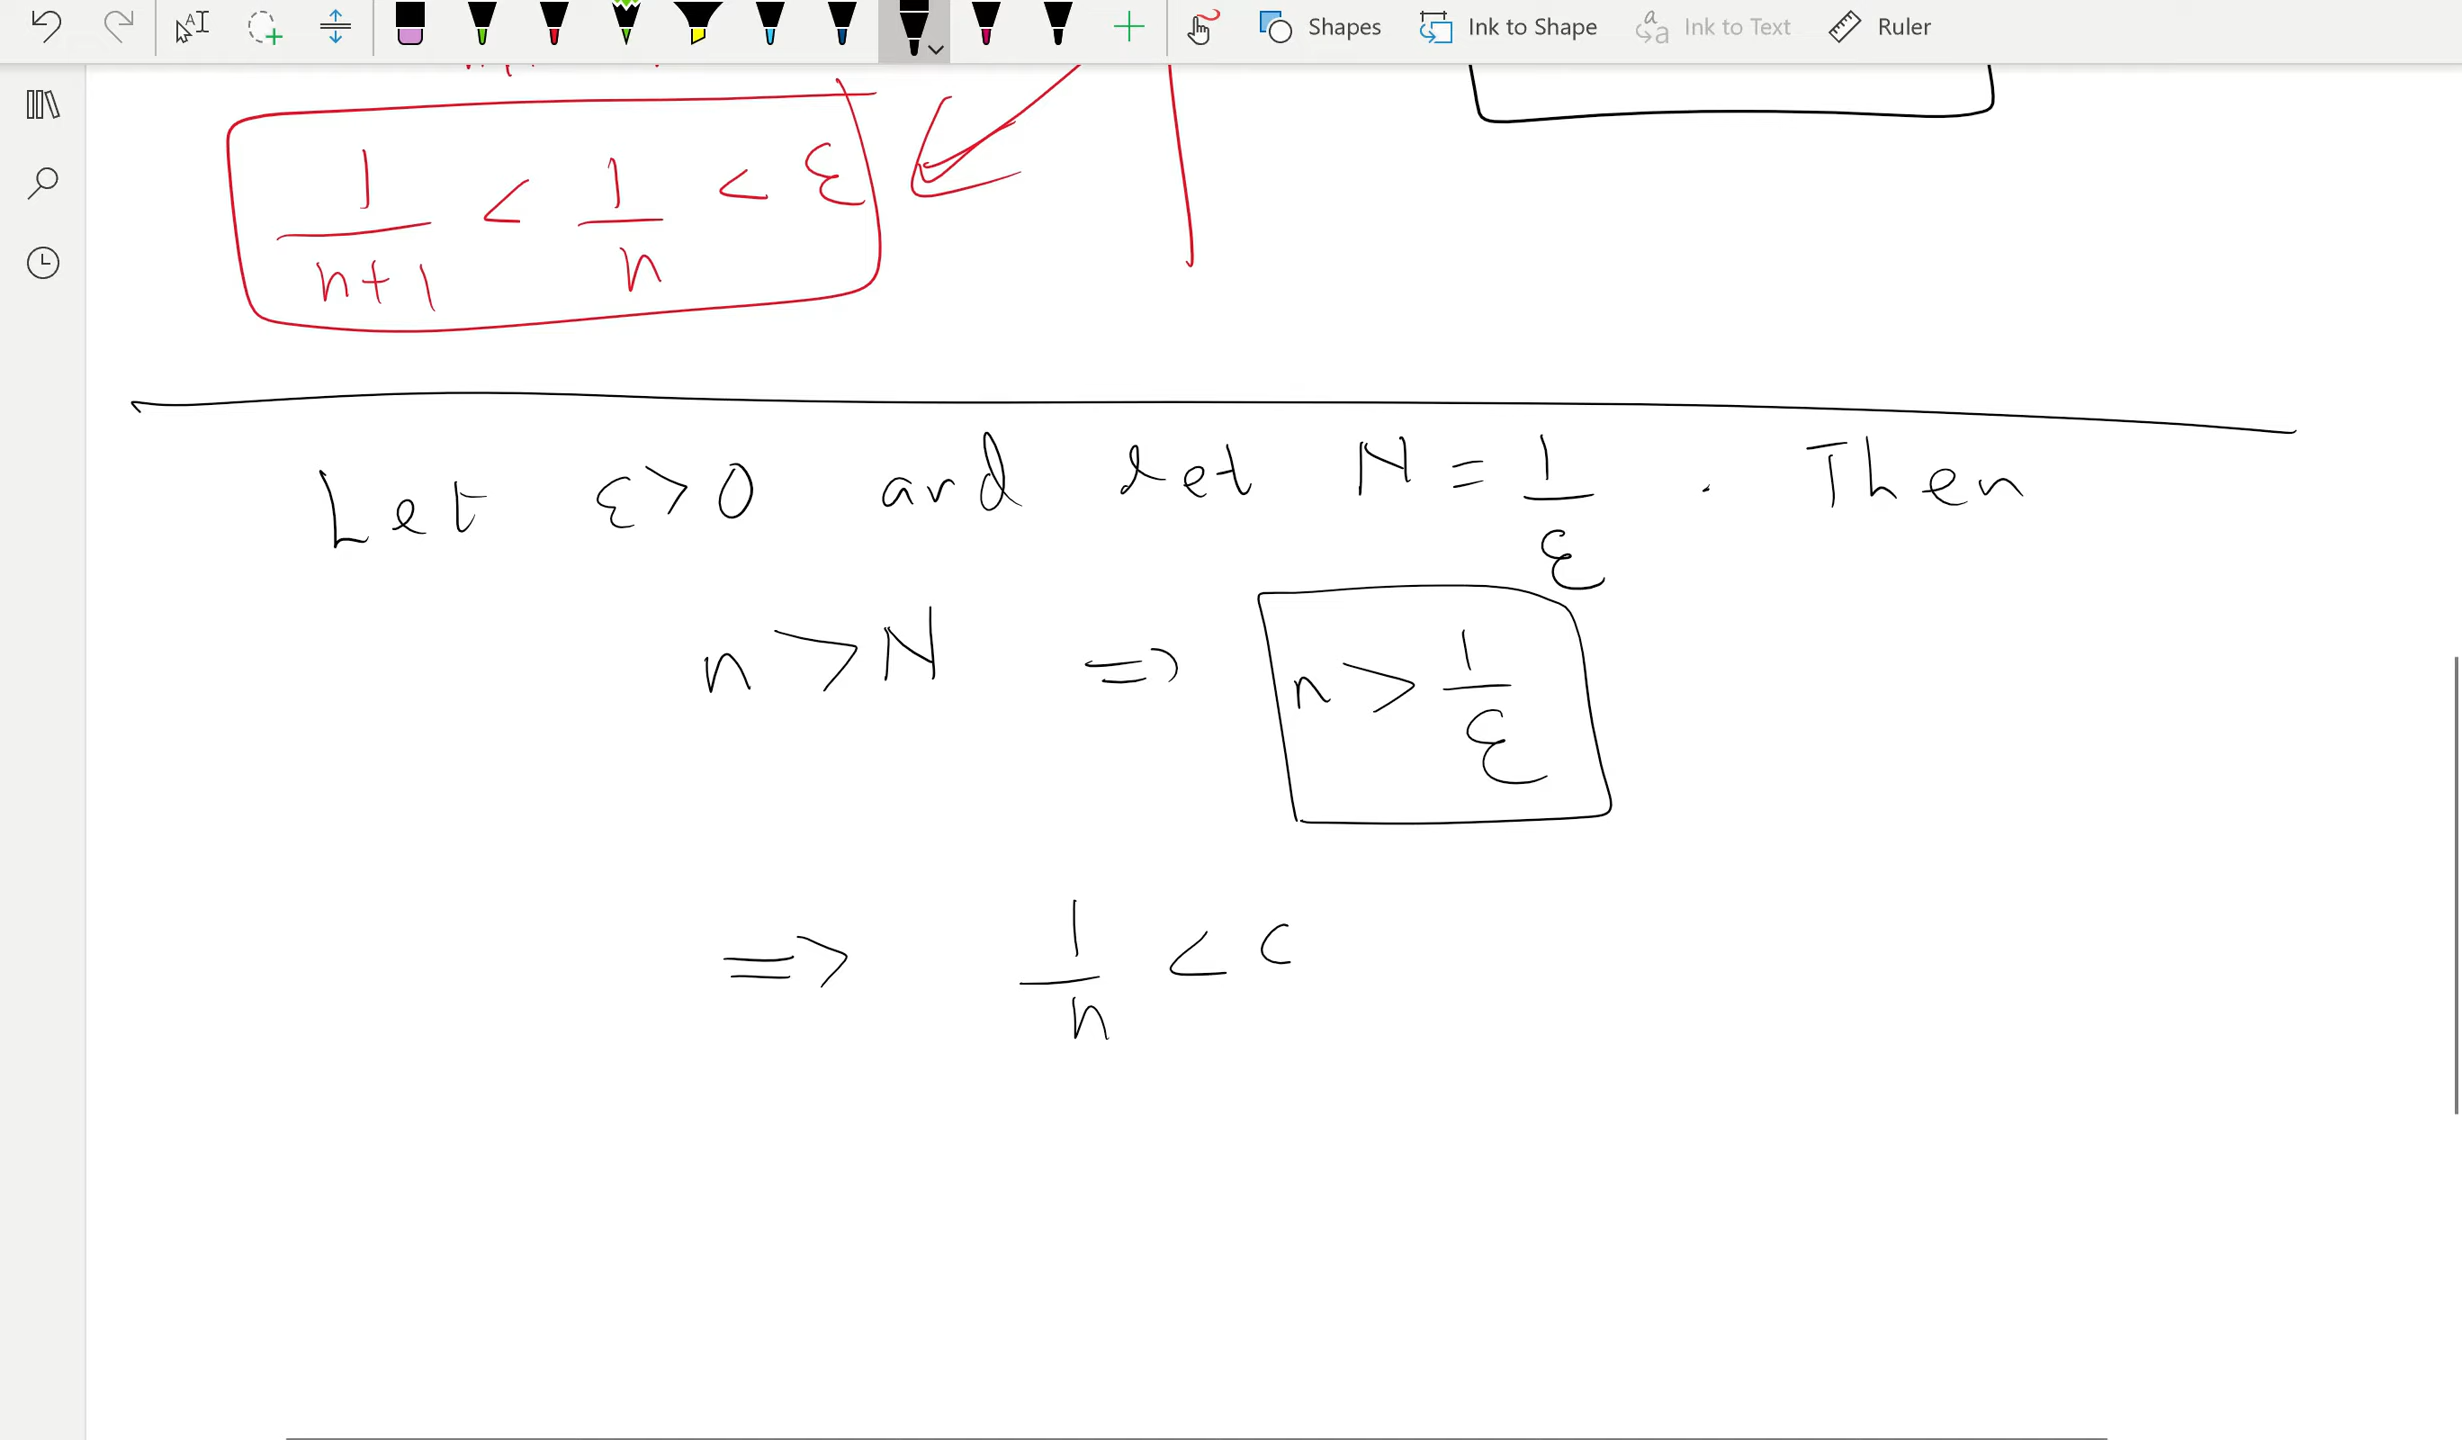 Shapes Ink to Shape Ink to Text Ruler
1/(n+1) < 1/n < ε
Let ε>0 and let N = 1/ε . Then
n > N => n > 1/ε
=> 1/n < c